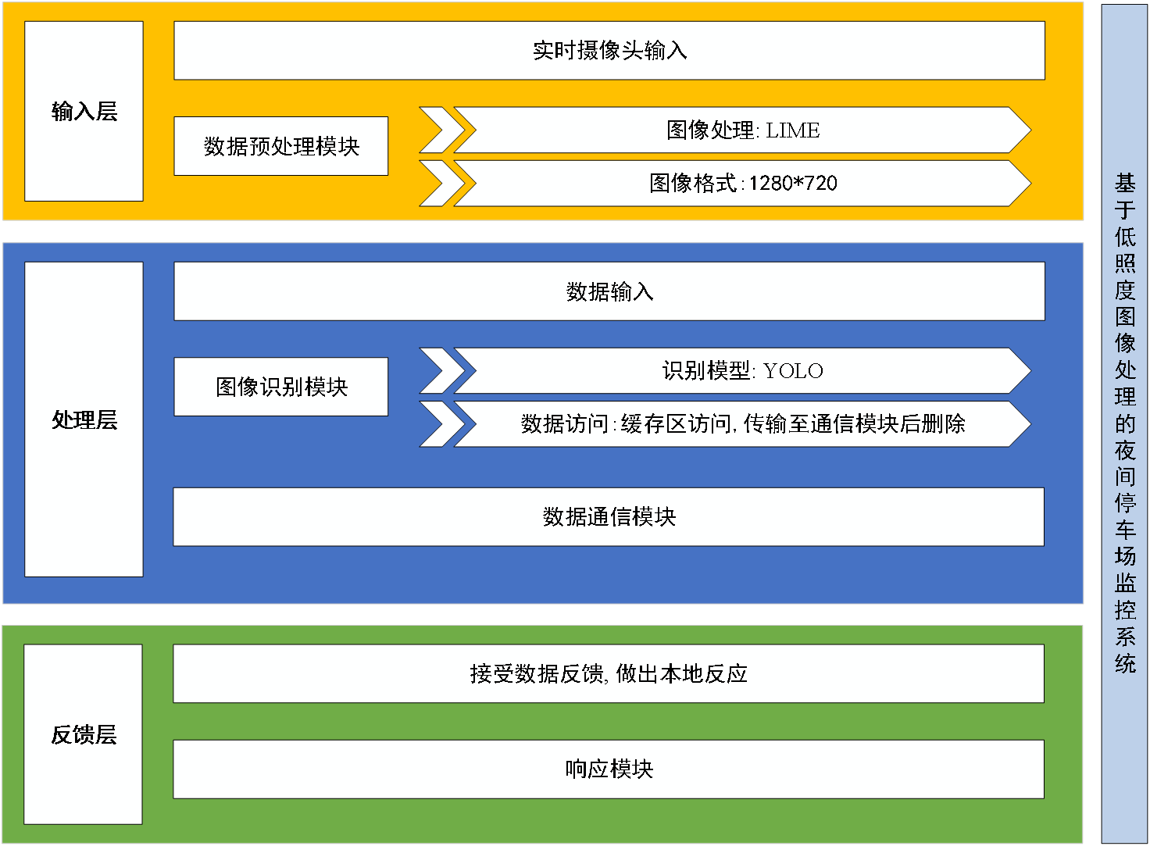 输入层
实时摄像头输入
数据预处理模块
图像处理: LIME
图像格式:1280*720
处理层
数据输入
图像识别模块
识别模型: YOLO
数据访问:缓存区访问,传输至通信模块后删除
数据通信模块
反馈层
接受数据反馈, 做出本地反应
响应模块
基于低照度图像处理的夜间停车场监控系统